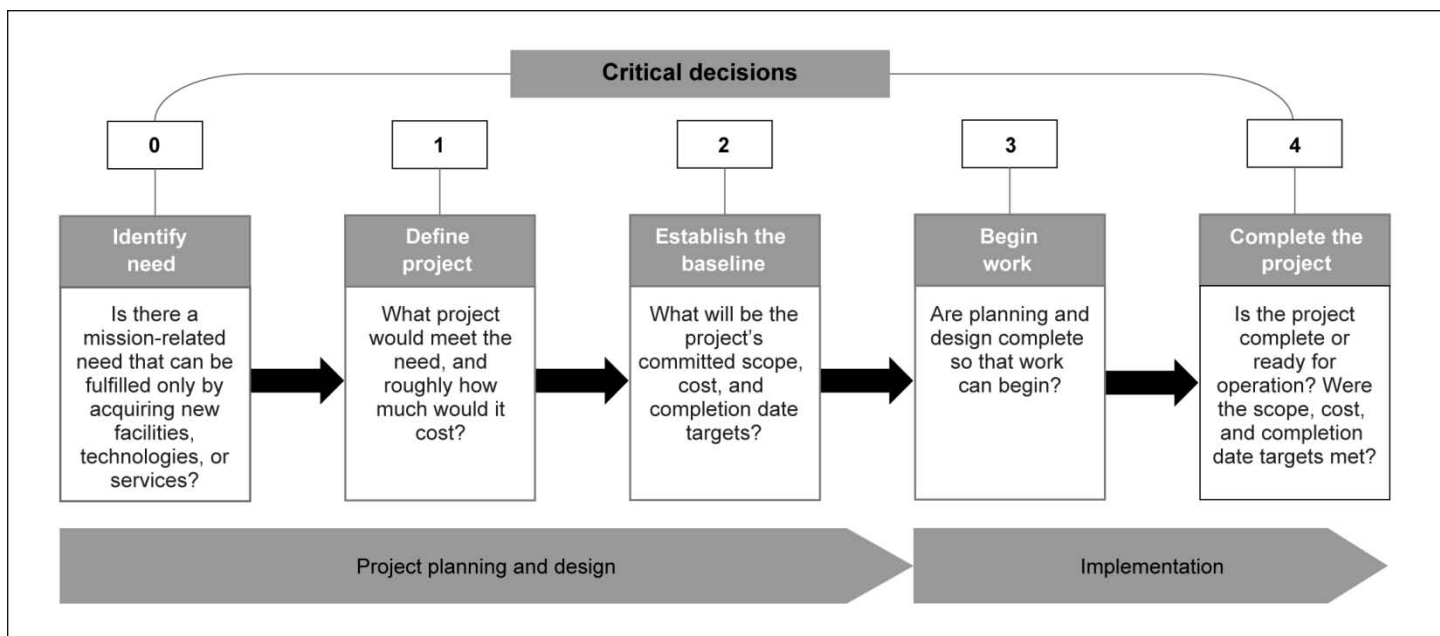 Critical decisions
0
1
2
3
4
Identify
need
Is there a
mission-related
need that can be
fulfilled only by
acquiring new
facilities,
technologies, or
services?
Define
project
What project
would meet the
need, and
roughly how
much would it
cost?
Establish the
baseline
What will be the
project's
committed scope,
cost, and
completion date
targets?
Begin
work
Are planning and
design complete
so that work
can begin?
Complete the
project
Is the project
complete or
ready for
operation? Were
the scope, cost,
and completion
date targets met?
Project planning and design
Implementation